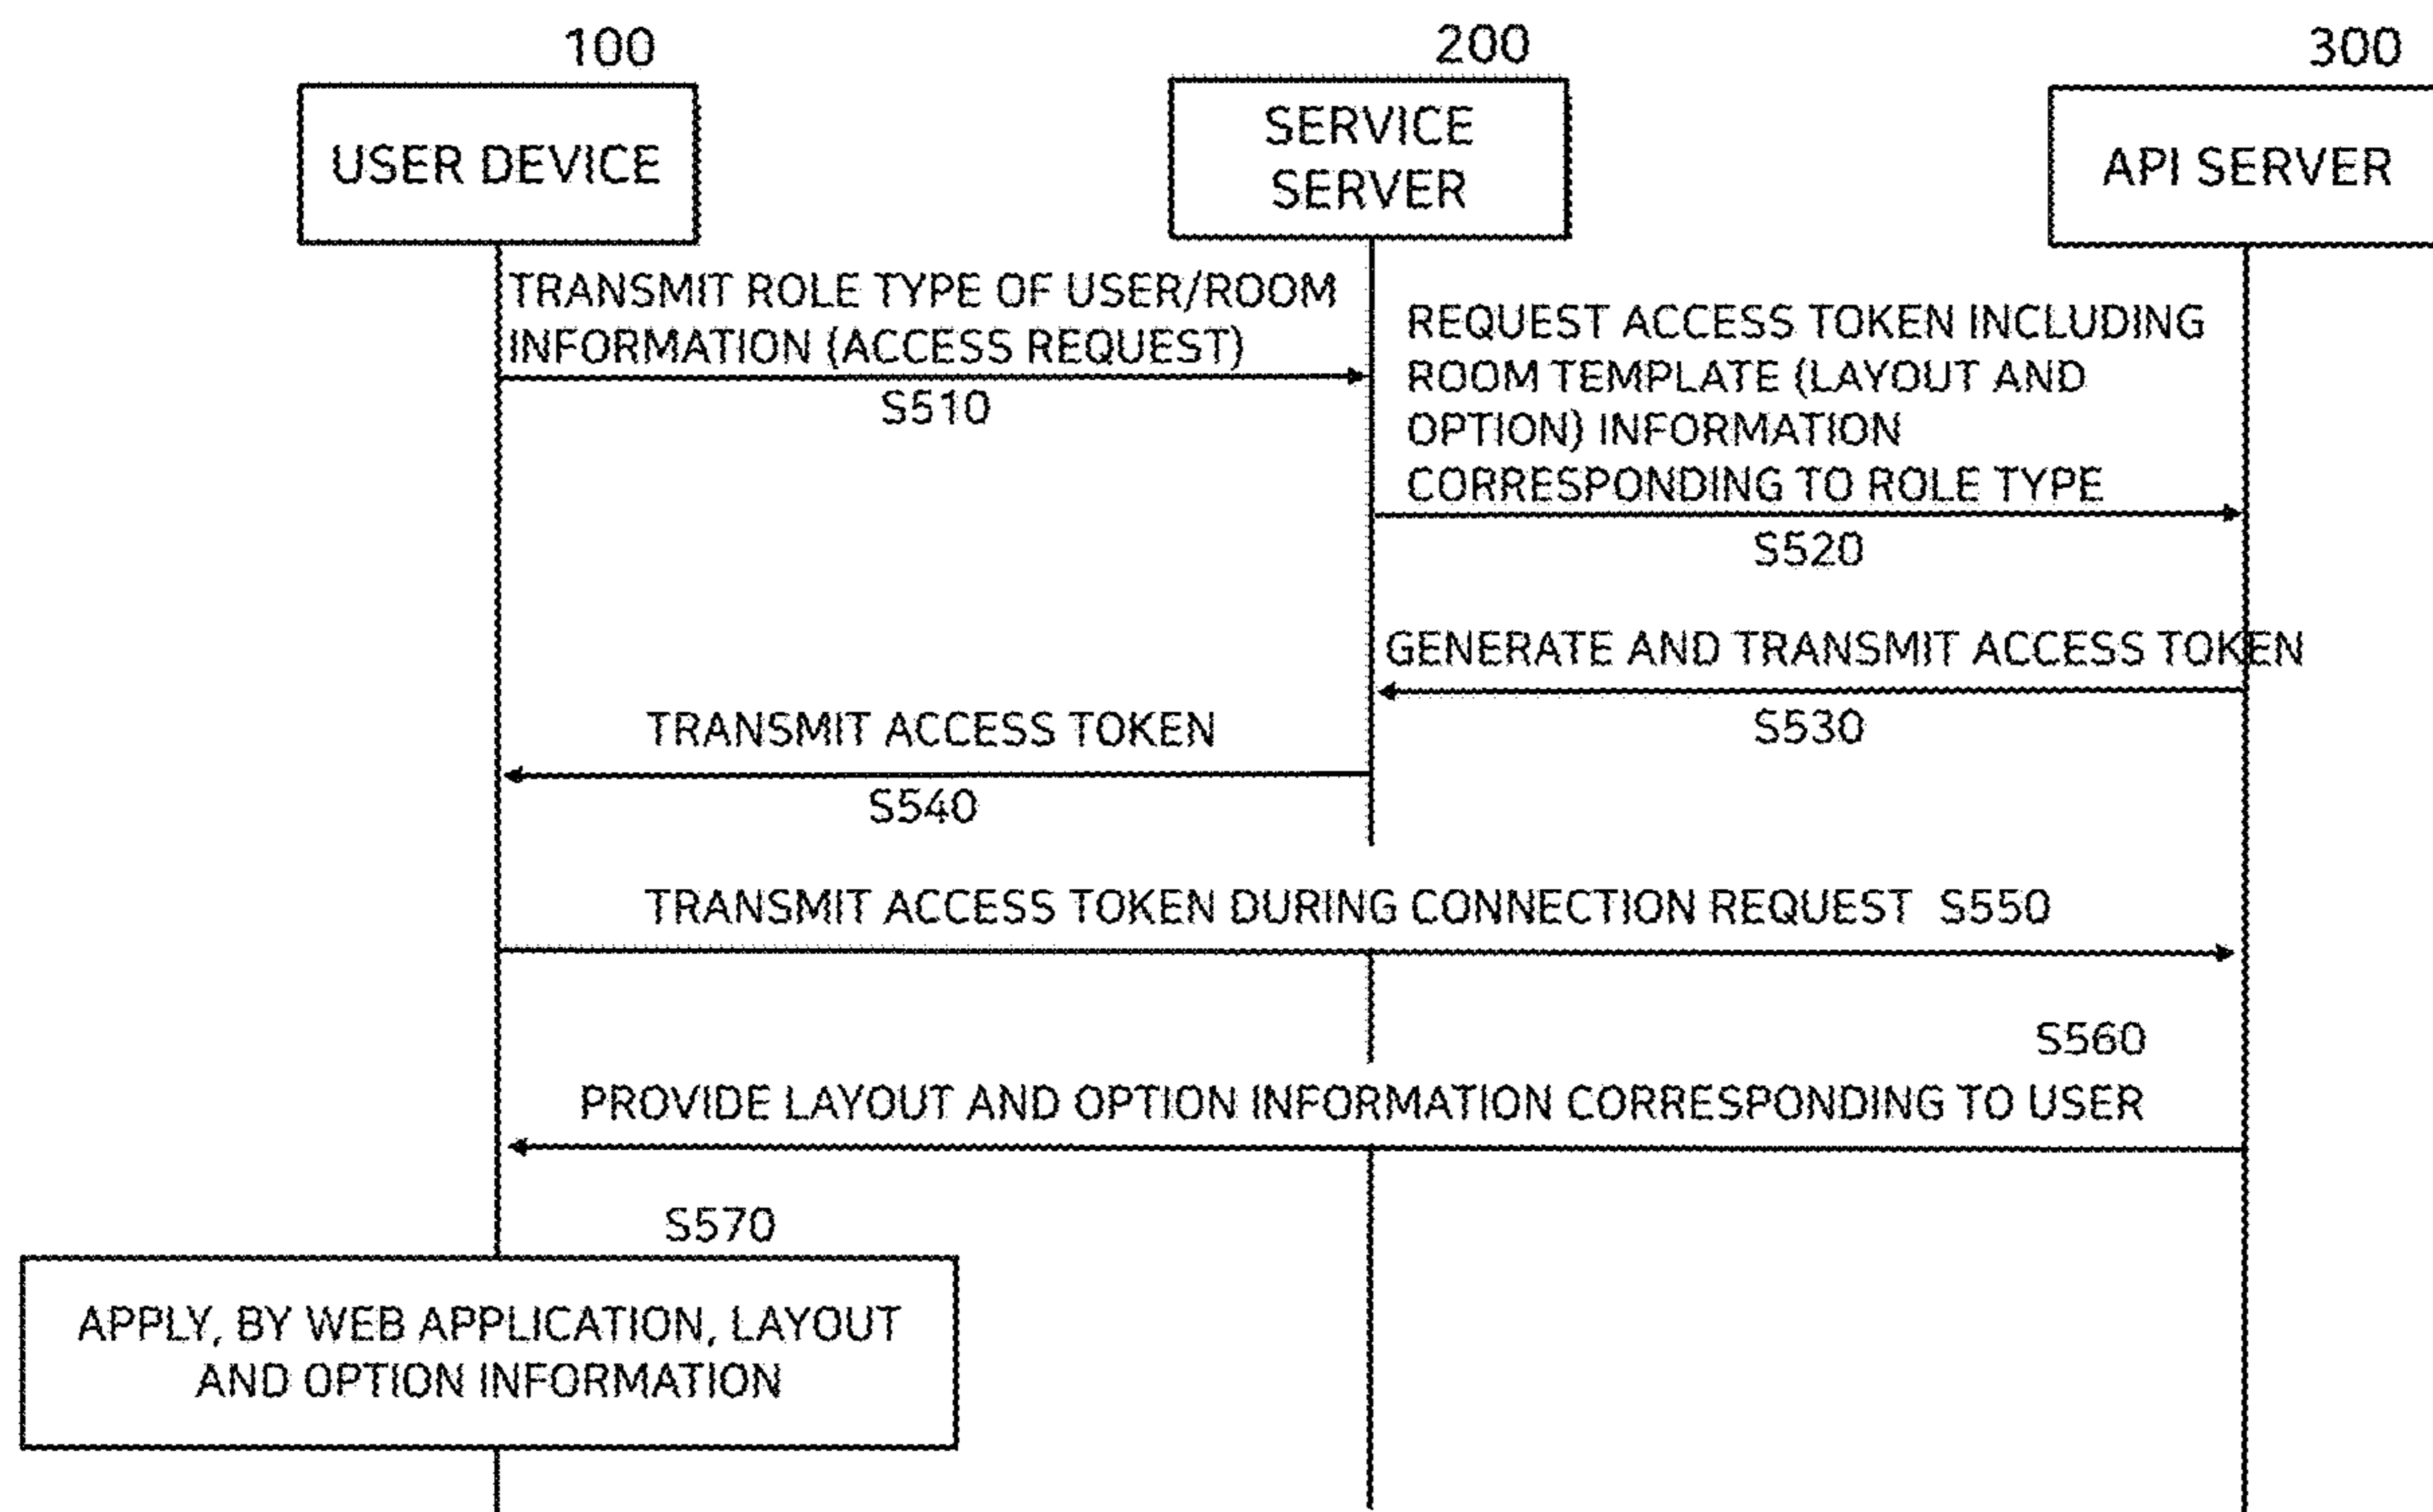 100
200
300
USER DEVICE
SERVICE
SERVER
API SERVER
TRANSMIT ROLE TYPE OF USER/ROOM
INFORMATION (ACCESS REQUEST)
S510
REQUEST ACCESS TOKEN INCLUDING
ROOM TEMPLATE (LAYOUT AND
OPTION) INFORMATION
CORRESPONDING TO ROLE TYPE
S520
GENERATE AND TRANSMIT ACCESS TOKEN
S530
TRANSMIT ACCESS TOKEN
S540
TRANSMIT ACCESS TOKEN DURING CONNECTION REQUEST S550
S560
PROVIDE LAYOUT AND OPTION INFORMATION CORRESPONDING TO USER
S570
APPLY, BY WEB APPLICATION, LAYOUT
AND OPTION INFORMATION